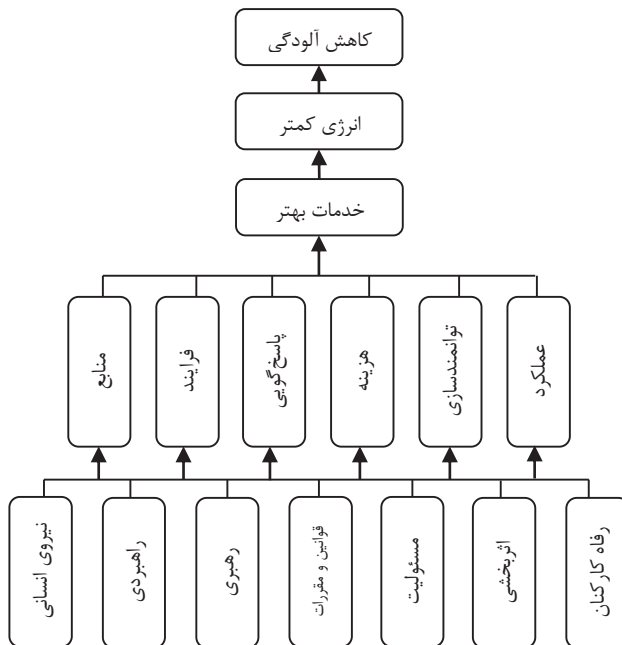 کاهش آلودگی
انرژی کمتر
خدمات بهتر
عملکرد
توانمندسازی
هزینه
پاسخ‌گویی
فرایند
منابع
رفاه کارکنان
اثربخشی
مسئولیت
قوانین و مقررات
رهبری
راهبردی
نیروی انسانی